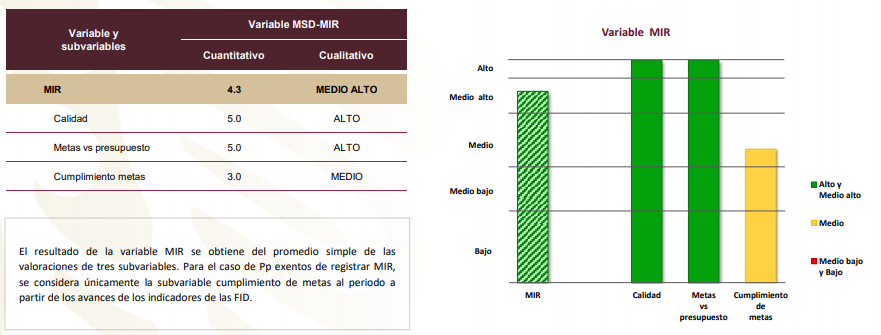 Variable y
subvariables
Variable MSD-MIR
Cuantitativo Cualitativo
MIR 4.3 MEDIO ALTO
Calidad 5.0 ALTO
Metas vs presupuesto 5.0 ALTO
Cumplimiento metas 3.0 MEDIO
El resultado de la variable MIR se obtiene del promedio simple de las
valoraciones de tres subvariables. Para el caso de Pp exentos de registrar MIR,
se considera únicamente la subvariable cumplimiento de metas al periodo a
partir de los avances de los indicadores de las FID.
Variable MIR
Alto
Medio alto
Medio
Medio bajo
Bajo
MIR
Calidad
Metas
vs
presupuesto
Cumplimiento
de
metas
Alto y
Medio alto
Medio
Medio bajo
y Bajo